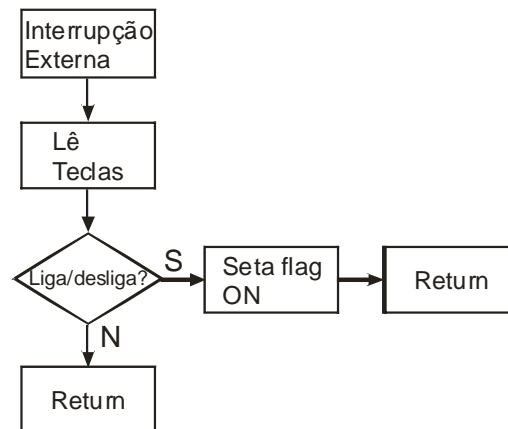 Interrupção
Externa
Lê
Teclas
Liga/desliga?
S
Seta flag
ON
Return
N
Return